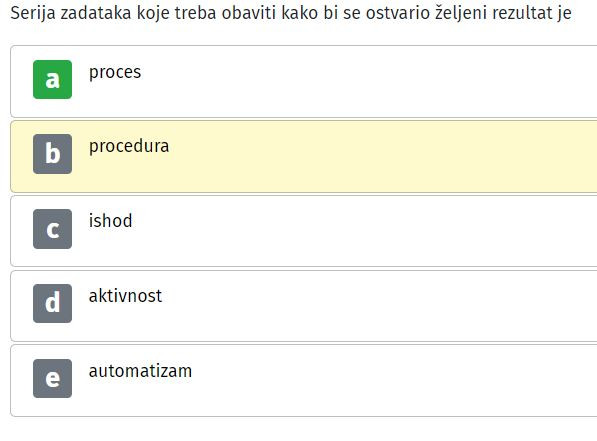 Serija zadataka koje treba obaviti kako bi se ostvario željeni rezultat je
a proces
b procedura
c ishod
d aktivnost
e automatizam